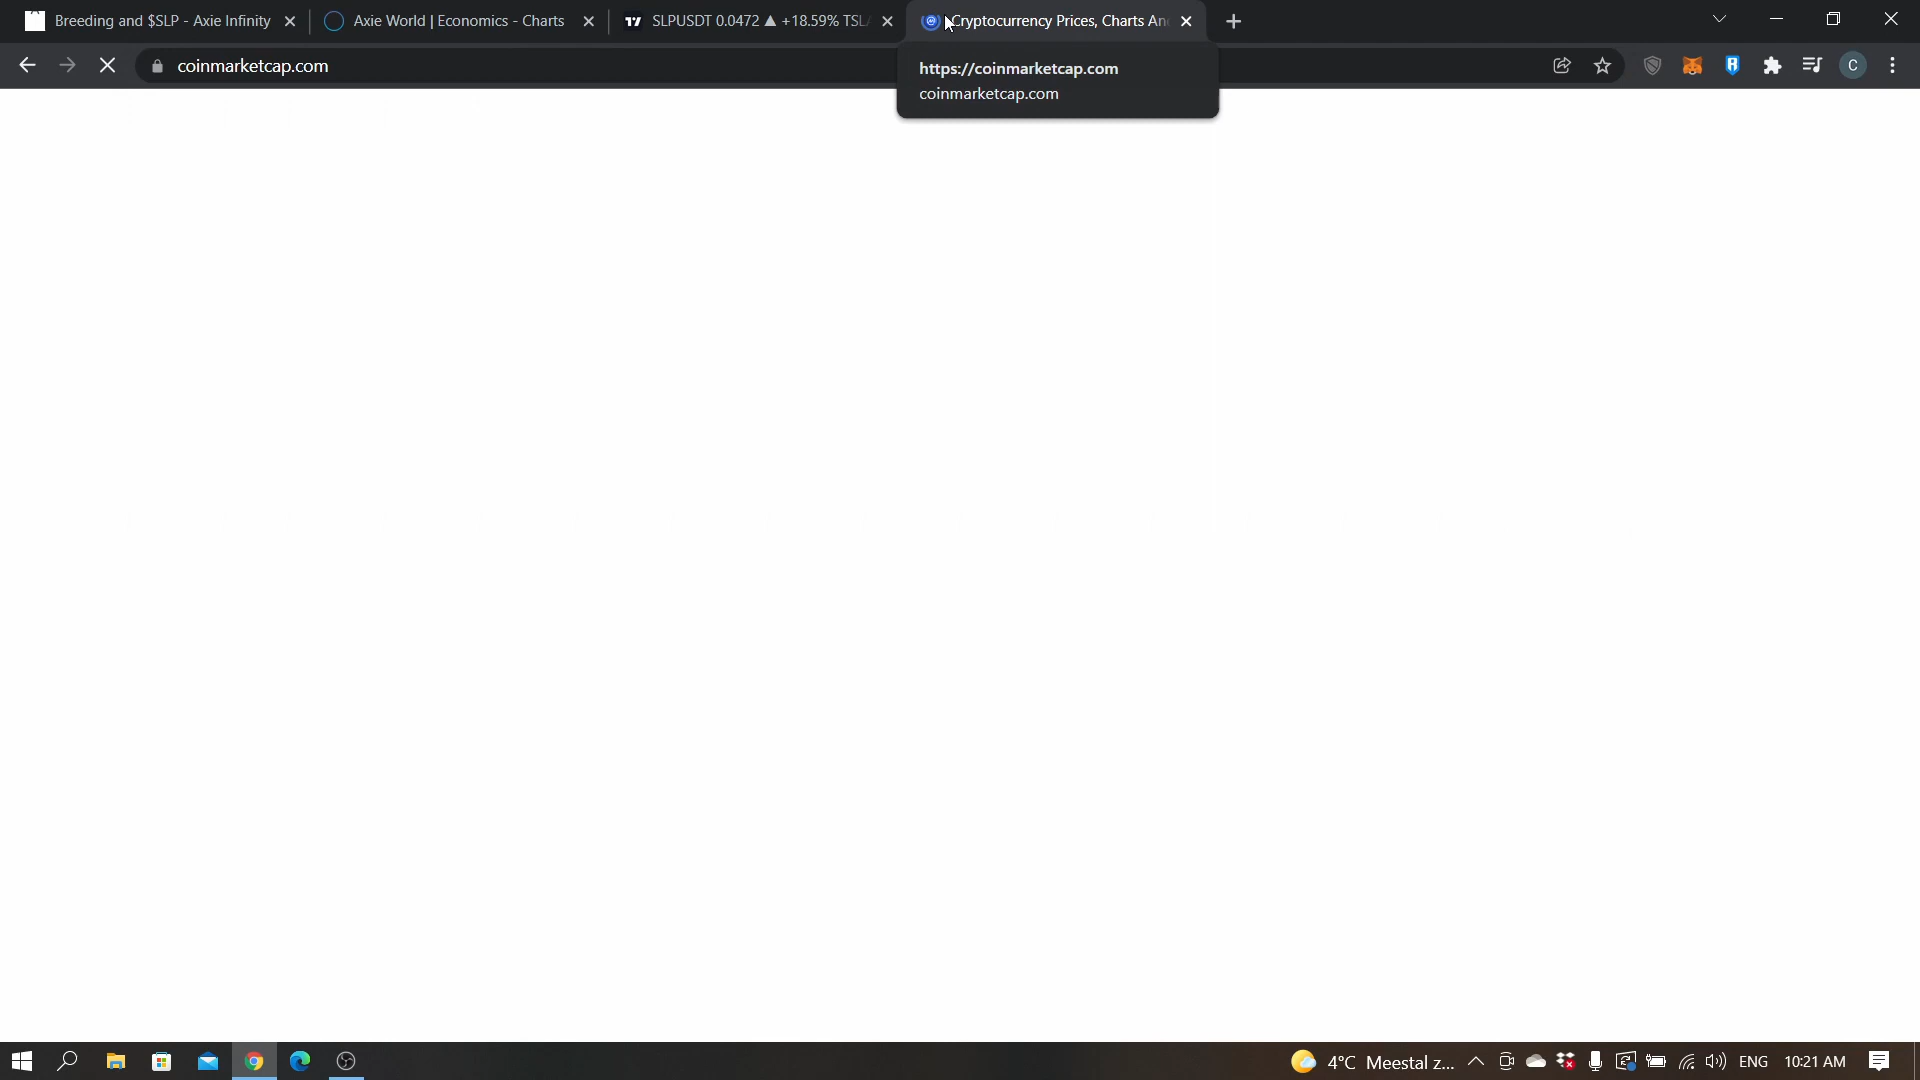 Breeding and $SLP - Axie Infinity
Axie World | Economics - Charts
SLPUSDT 0.0472 ▲ +18.59% TSL
Cryptocurrency Prices, Charts An
coinmarketcap.com
https://coinmarketcap.com
coinmarketcap.com
C
4°C Meestal z...
ENG
10:21 AM